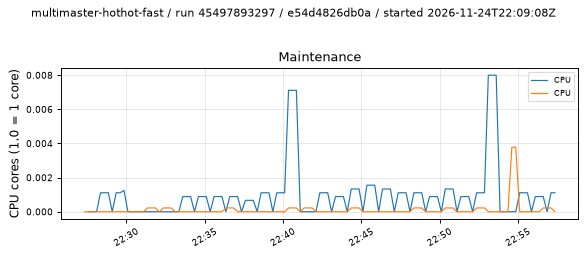 multimaster-hothot-fast / run 45497893297 / e54d4826db0a / started 2026-11-24T22:09:08Z
Maintenance
CPU cores (1.0 = 1 core)
0.008
0.006
0.004
0.002
0.000
CPU
CPU
22:30
22:35
22:40
22:45
22:50
22:55